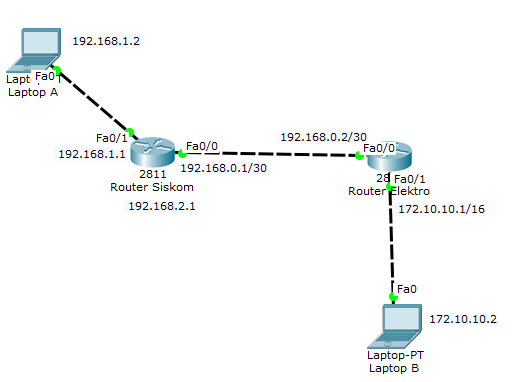 192.168.1.2
Fa0
Laptop A
Fa0/1
192.168.1.1
Fa0/0
2811
192.168.0.1/30
Router Siskom
192.168.2.1
192.168.0.2/30
Fa0/0
28
Fa0/1
Router Elektro
172.10.10.1/16
Fa0
172.10.10.2
Laptop-PT
Laptop B